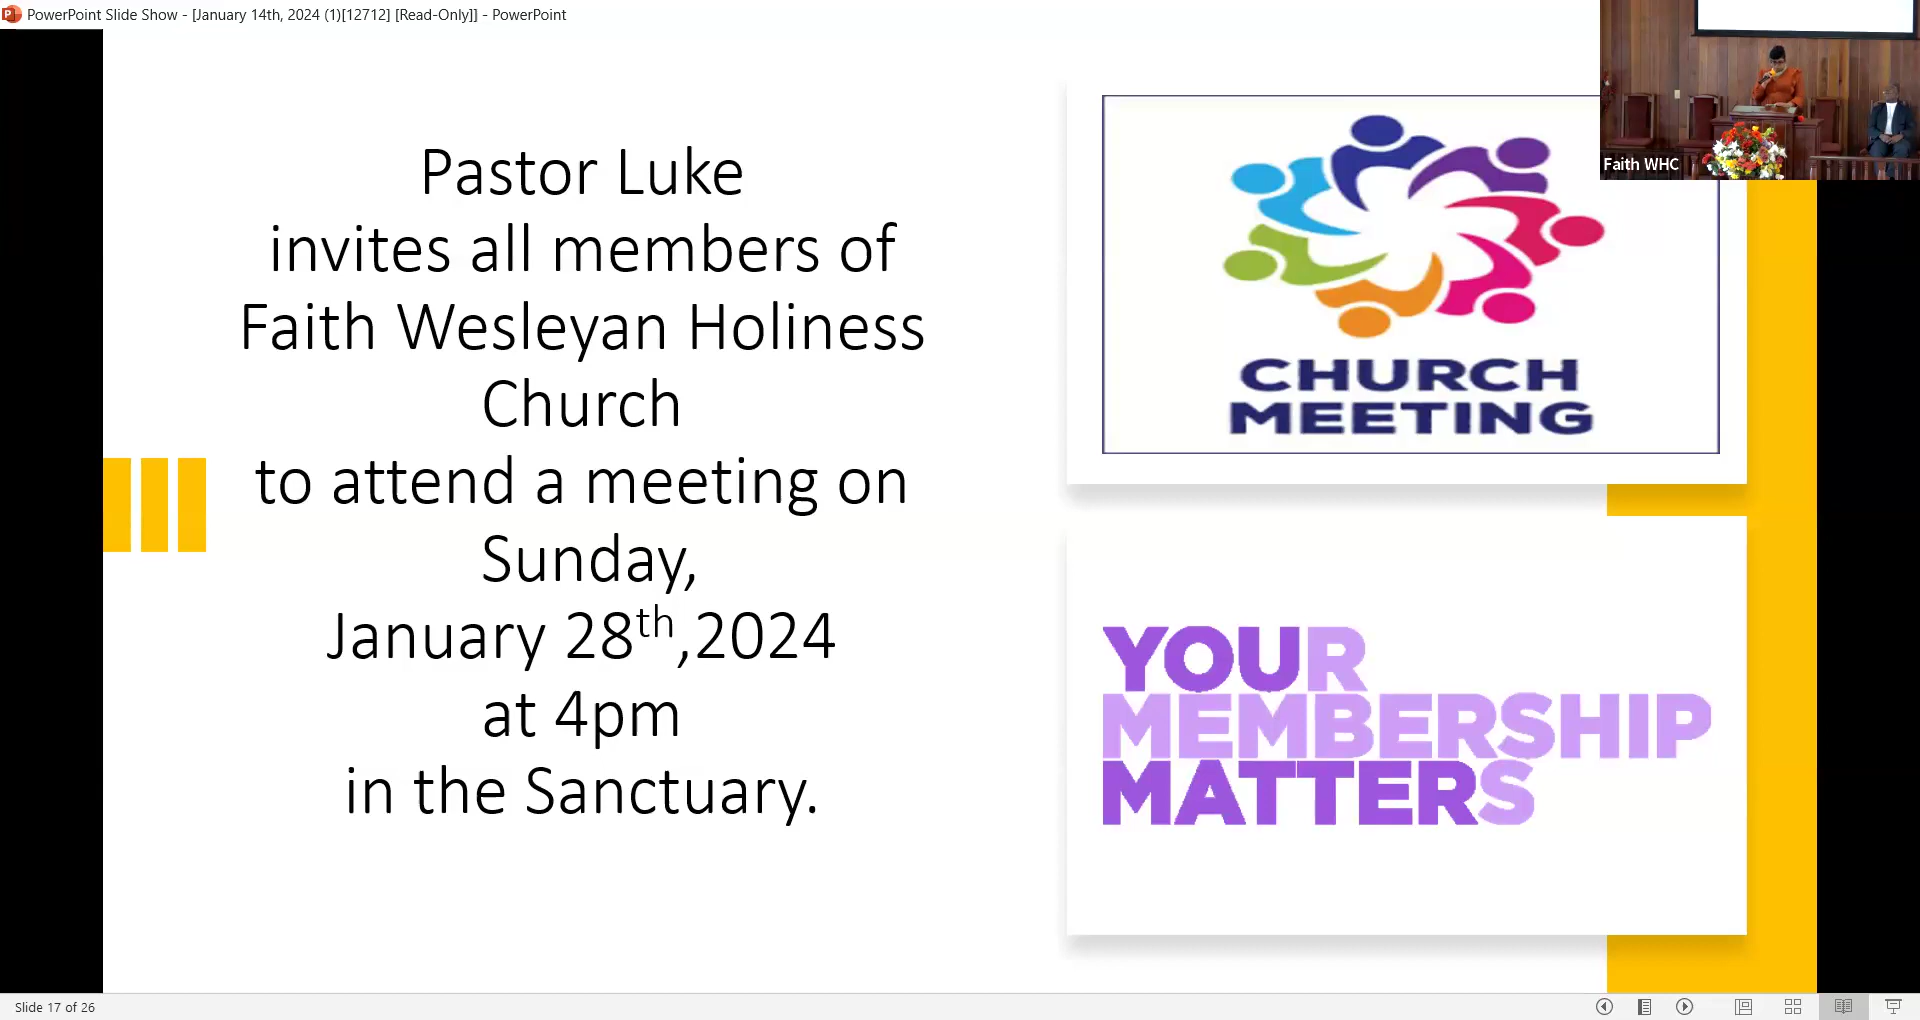 PowerPoint Slide Show - [January 14th, 2024 (1)[12712] [Read-Only]] - PowerPoint
Pastor Luke
invites all members of
Faith Wesleyan Holiness
Church
to attend a meeting on
Sunday,
January 28th,2024
at 4pm
in the Sanctuary.
CHURCH
MEETING
YOUR
MEMBERSHIP
MATTERS
Faith WHC
Slide 17 of 26